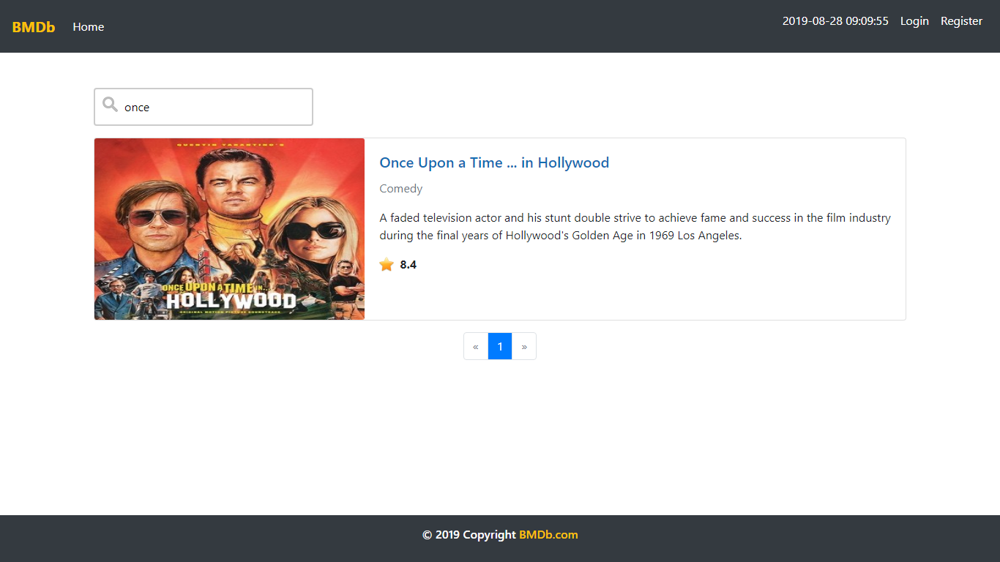 BMDb Home 2019-08-28 09:09:55 Login Register
once
QUENTIN TARANTINO'S
ONCE UPON A TIME IN...
HOLLYWOOD
ORIGINAL MOTION PICTURE SOUNDTRACK
Once Upon a Time ... in Hollywood
Comedy
A faded television actor and his stunt double strive to achieve fame and success in the film industry
during the final years of Hollywood's Golden Age in 1969 Los Angeles.
8.4
« 1 »
© 2019 Copyright BMDb.com